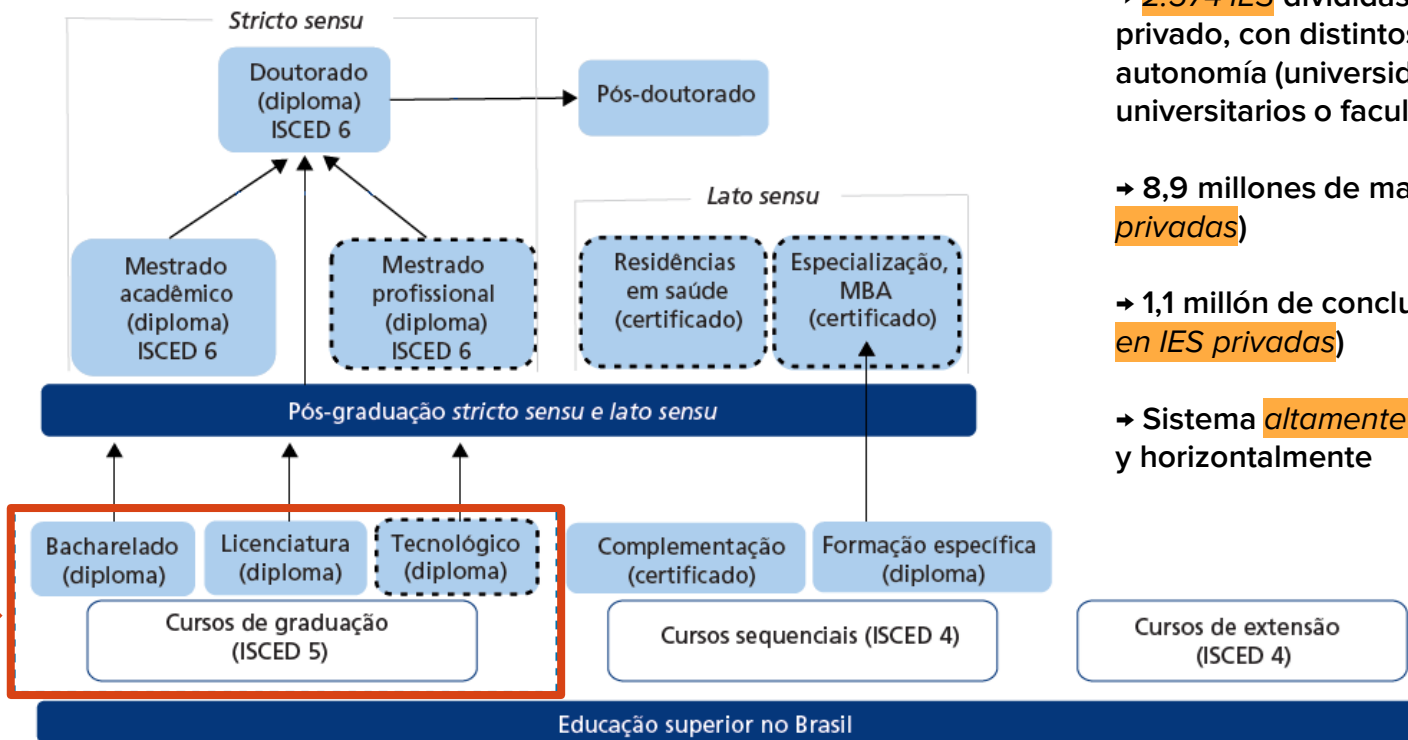 Stricto sensu
Doutorado
(diploma)
ISCED 6
Pós-doutorado
Lato sensu
Mestrado
acadêmico
(diploma)
ISCED 6
Mestrado
profissional
(diploma)
ISCED 6
Residências
em saúde
(certificado)
Especialização,
MBA
(certificado)
Pós-graduação stricto sensu e lato sensu
Bacharelado
(diploma)
Licenciatura
(diploma)
Tecnológico
(diploma)
Complementação
(certificado)
Formação específica
(diploma)
Cursos de graduação
(ISCED 5)
Cursos sequenciais (ISCED 4)
Cursos de extensão
(ISCED 4)
Educação superior no Brasil
IES divididas
privado, con distintos
autonomía (universid
universitarios o facul
→ 8,9 millones de ma
privadas)
→ 1,1 millón de conclu
en IES privadas)
→ Sistema altamente
y horizontalmente